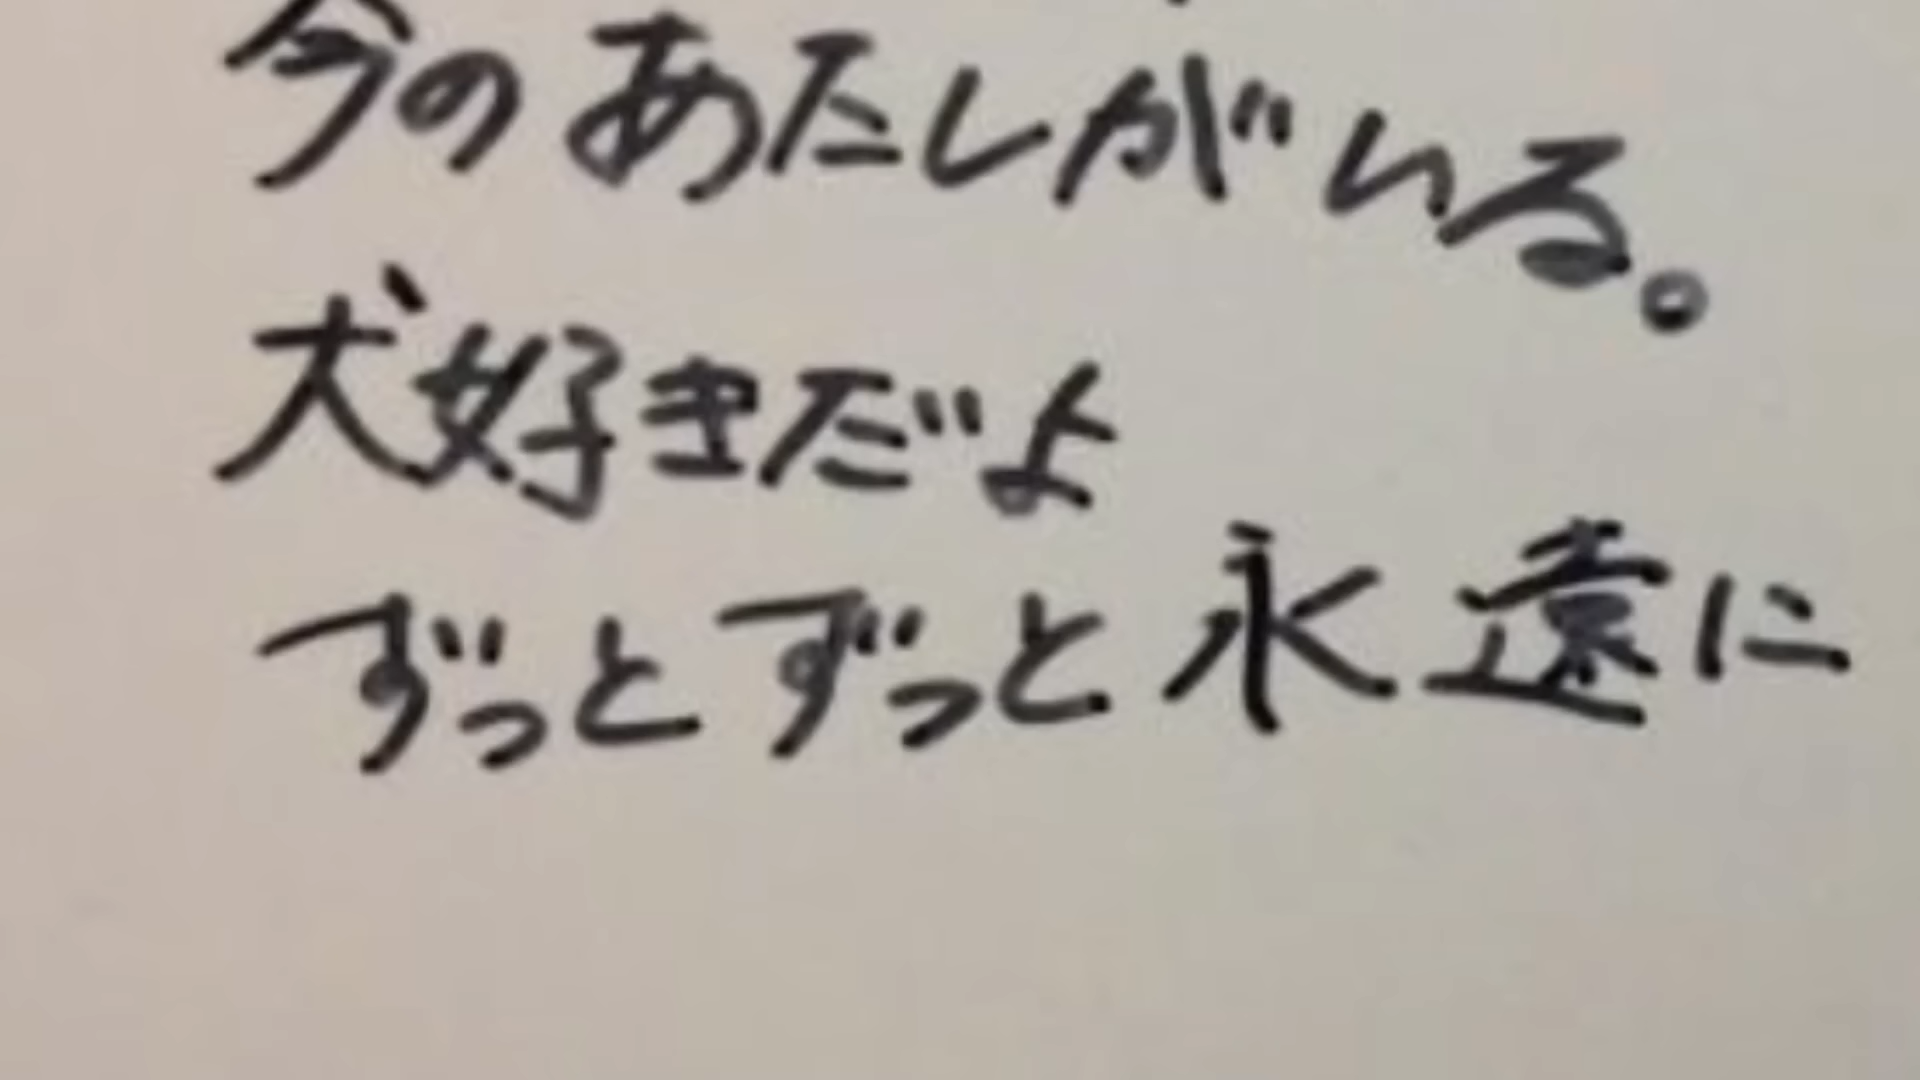 今のあたしがいる。
犬好きだよ
ずっとずっと永遠に